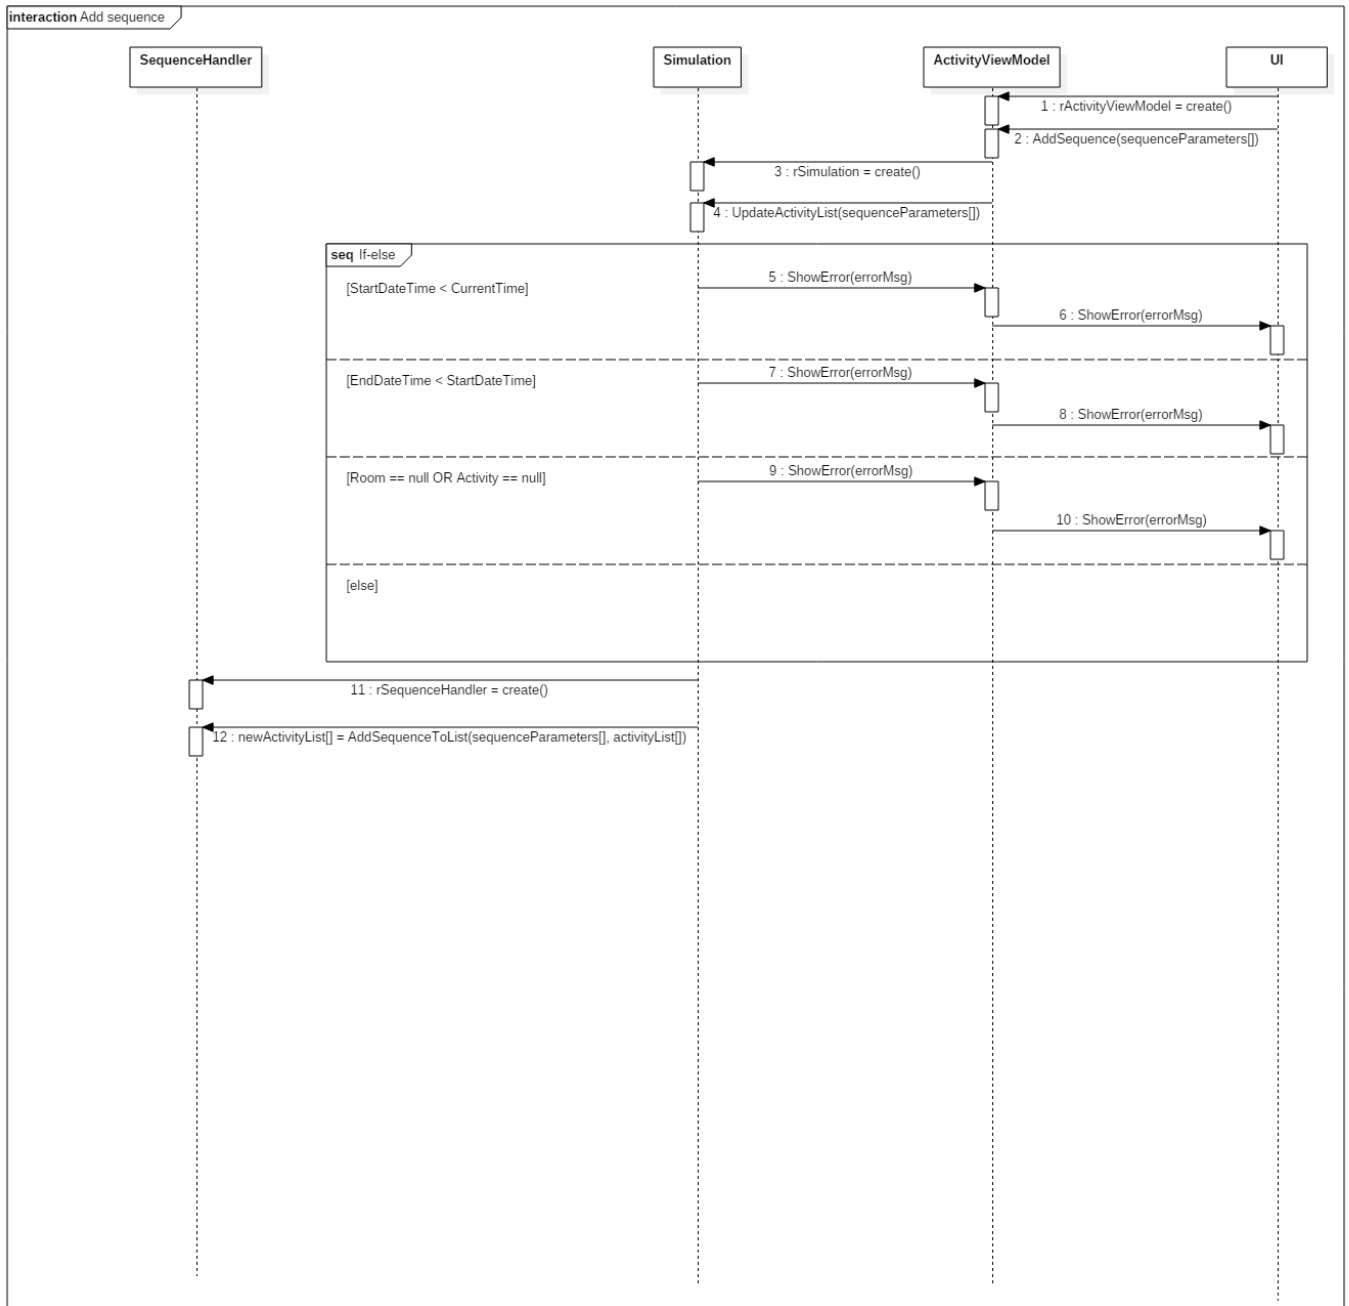 interaction Add sequence
SequenceHandler
Simulation
ActivityViewModel
UI
1 : rActivityViewModel = create()
2 : AddSequence(sequenceParameters[])
3 : rSimulation = create()
4 : UpdateActivityList(sequenceParameters[])
seq If-else
[StartDateTime < CurrentTime]
5 : ShowError(errorMsg)
6 : ShowError(errorMsg)
[EndDateTime < StartDateTime]
7 : ShowError(errorMsg)
8 : ShowError(errorMsg)
[Room == null OR Activity == null]
9 : ShowError(errorMsg)
10 : ShowError(errorMsg)
[else]
11 : rSequenceHandler = create()
12 : newActivityList[] = AddSequenceToList(sequenceParameters[], activityList[])